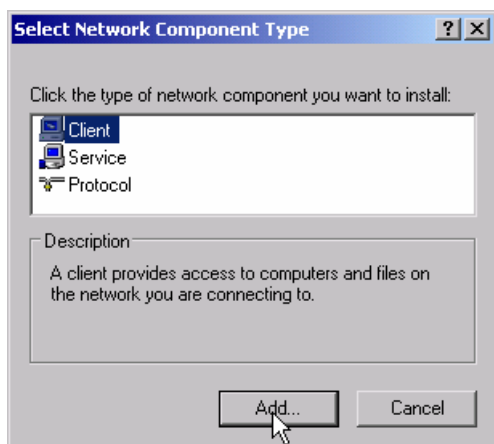 Select Network Component Type
Click the type of network component you want to install:
Client
Service
Protocol
Description
A client provides access to computers and files on
the network you are connecting to.
Add... Cancel